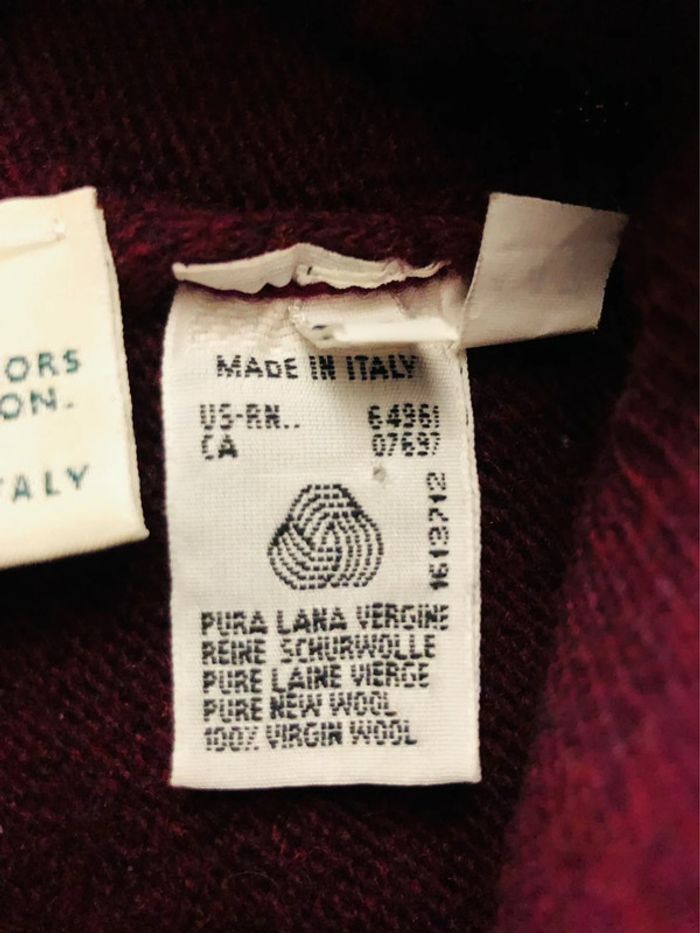 ORS
ON.
TALY
MADE IN ITALY
US-RN.. 64961
CA 07697
1613712
PURA LANA VERGINE
REINE SCHURWOLLE
PURE LAINE VIERGE
PURE NEW WOOL
100% VIRGIN WOOL